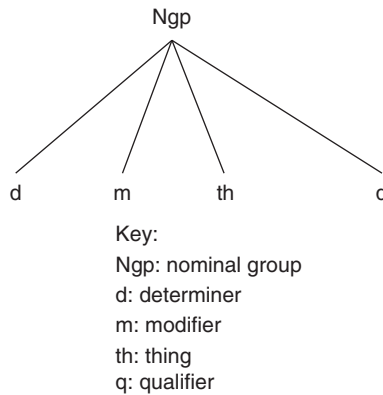 Ngp
d m th
Key:
Ngp: nominal group
d: determiner
m: modifier
th: thing
q: qualifier